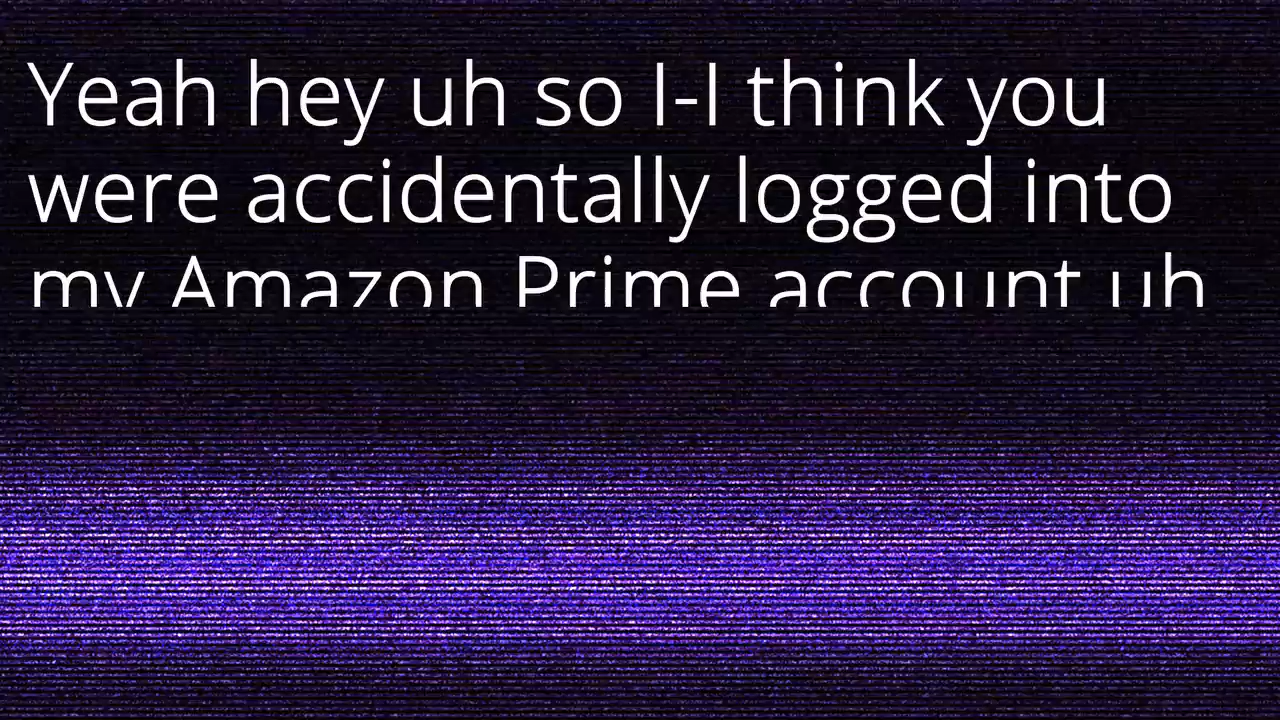 Yeah hey uh so I-I think you
were accidentally logged into
my Amazon Prime account uh